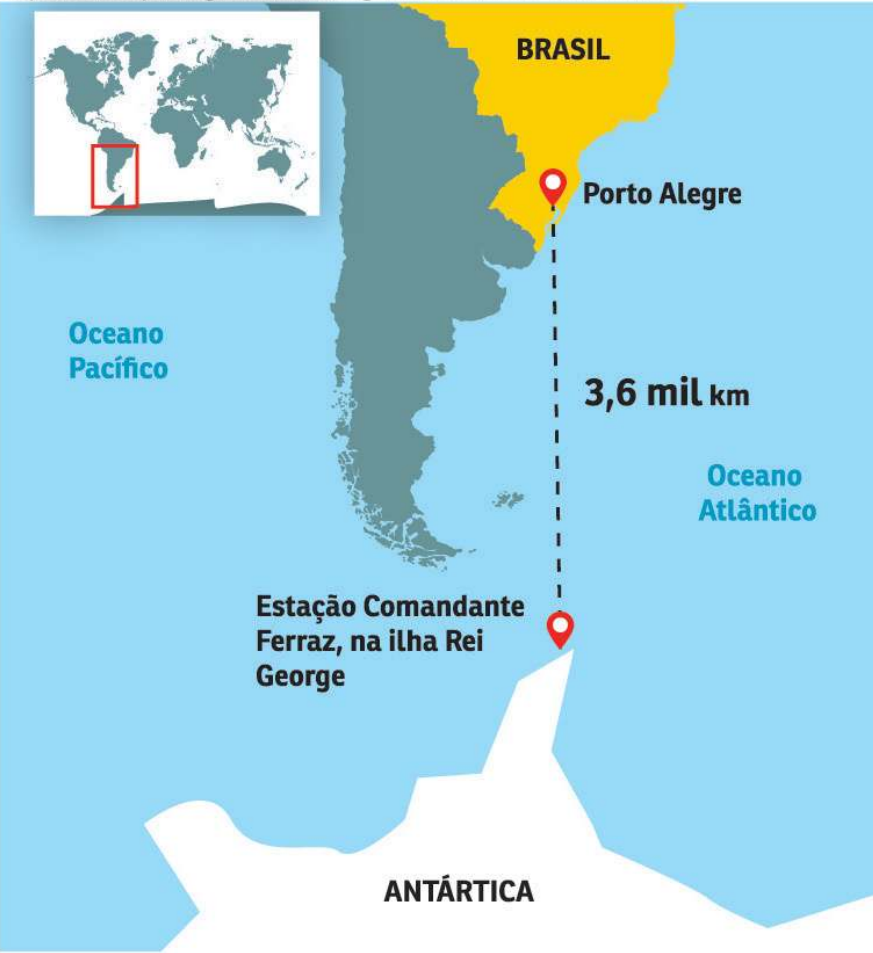 BRASIL
Porto Alegre
Oceano
Pacífico
3,6 mil km
Oceano
Atlântico
Estação Comandante
Ferraz, na ilha Rei
George
ANTÁRTICA